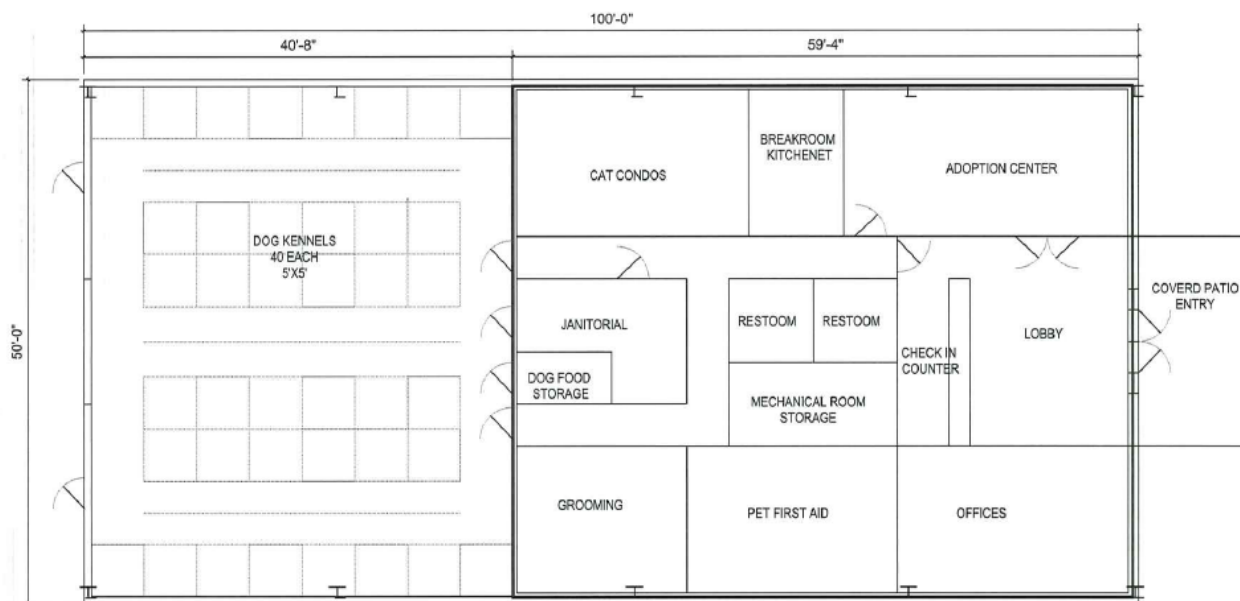 100'-0"
40'-8"
59'-4"
50'-0"
CAT CONDOS
BREAKROOM
KITCHENET
ADOPTION CENTER
DOG KENNELS
40 EACH
5'X5'
JANITORIAL
RESTOOM
RESTOOM
LOBBY
COVERD PATIO
ENTRY
CHECK IN
COUNTER
DOG FOOD
STORAGE
MECHANICAL ROOM
STORAGE
GROOMING
PET FIRST AID
OFFICES